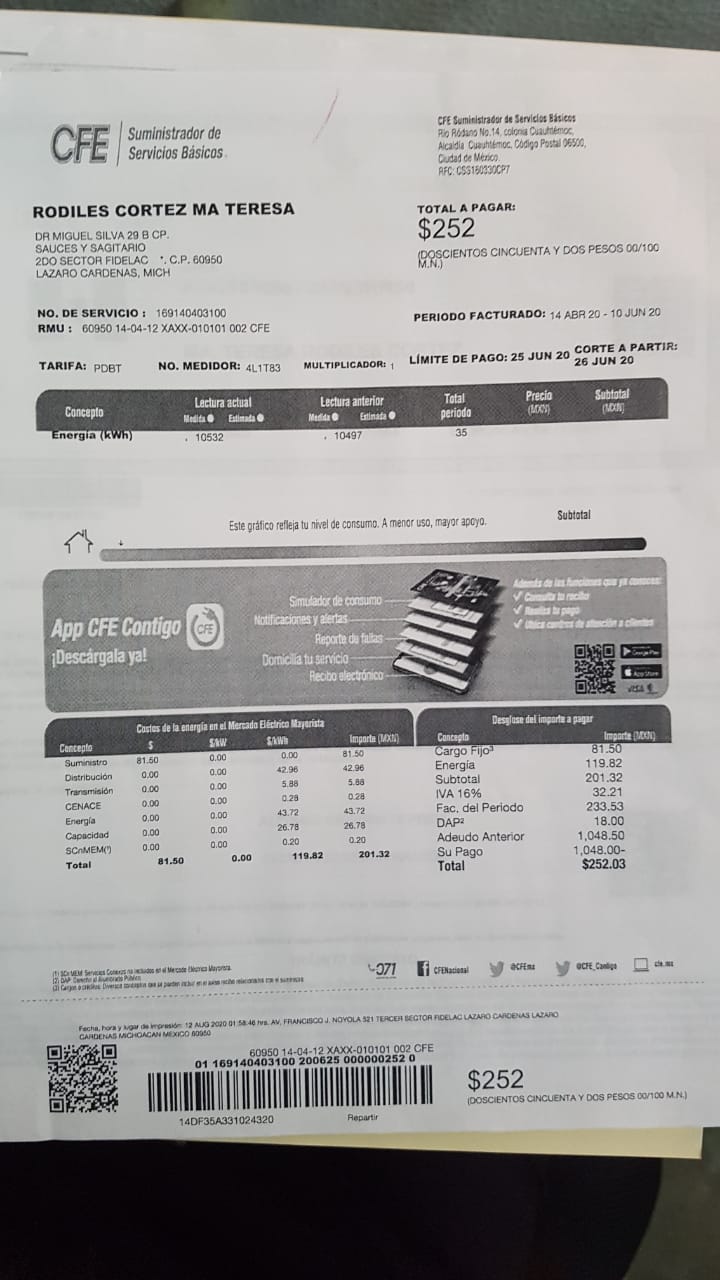 CFE Suministrador de
Servicios Básicos
CFE Suministrador de Servicios Básicos
Río Ródano No.14, colonia Cuauhtémoc,
Alcaldía Cuauhtémoc, Código Postal 06500,
Ciudad de México.
RFC: CSS160330CP7
RODILES CORTEZ MA TERESA
DR MIGUEL SILVA 29 B CP.
SAUCES Y SAGITARIO
2DO SECTOR FIDELAC *. C.P. 60950
LAZARO CARDENAS, MICH
TOTAL A PAGAR:
$252
(DOSCIENTOS CINCUENTA Y DOS PESOS 00/100
M.N.)
NO. DE SERVICIO : 169140403100
RMU : 60950 14-04-12 XAXX-010101 002 CFE
PERIODO FACTURADO: 14 ABR 20 - 10 JUN 20
TARIFA: PDBT NO. MEDIDOR: 4L1T83 MULTIPLICADOR: 1 LÍMITE DE PAGO: 25 JUN 20 CORTE A PARTIR:
26 JUN 20
Concepto Lectura actual Lectura anterior Total periodo Precio (MXN) Subtotal (MXN)
Medida Estimada Medida Estimada
Energía (kWh) . 10532 . 10497 35
Subtotal
Este gráfico refleja tu nivel de consumo. A menor uso, mayor apoyo.
App CFE Contigo CFE
¡Descárgala ya!
Simulador de consumo
Notificaciones y alertas
Reporte de fallas
Domicilia tu servicio
Recibo electrónico
Además de las funciones que ya conoces:
Consulta tu recibo
Realiza tu pago
Ubica centros de atención a clientes
Google Play
App Store
Costos de la energía en el Mercado Eléctrico Mayorista
Concepto $ $/kW $/kWh Importe (MXN)
Suministro 81.50 0.00 0.00 81.50
Distribución 0.00 0.00 42.96 42.96
Transmisión 0.00 0.00 5.88 5.88
CENACE 0.00 0.00 0.28 0.28
Energía 0.00 0.00 43.72 43.72
Capacidad 0.00 0.00 26.78 26.78
SCnMEM(¹) 0.00 0.00 0.20 0.20
Total 81.50 0.00 119.82 201.32
Desglose del importe a pagar
Concepto Importe (MXN)
Cargo Fijo³ 81.50
Energía 119.82
Subtotal 201.32
IVA 16% 32.21
Fac. del Periodo 233.53
DAP² 18.00
Adeudo Anterior 1,048.50
Su Pago 1,048.00-
Total $252.03
(1) SCnMEM: Servicios Conexos no incluidos en el Mercado Eléctrico Mayorista.
(2) DAP: Derecho al Alumbrado Público.
071 CFENacional @CFEmx @CFE_Contigo cfe.mx
Fecha, hora y lugar de impresión: 12 AUG 2020 01:58:46 hrs. AV, FRANCISCO J. NOYOLA 521 TERCER SECTOR FIDELAC LAZARO CARDENAS LAZARO
CARDENAS MICHOACAN MEXICO 60950
60950 14-04-12 XAXX-010101 002 CFE
01 169140403100 200625 000000252 0
14DF35A331024320
Repartir
$252
(DOSCIENTOS CINCUENTA Y DOS PESOS 00/100 M.N.)